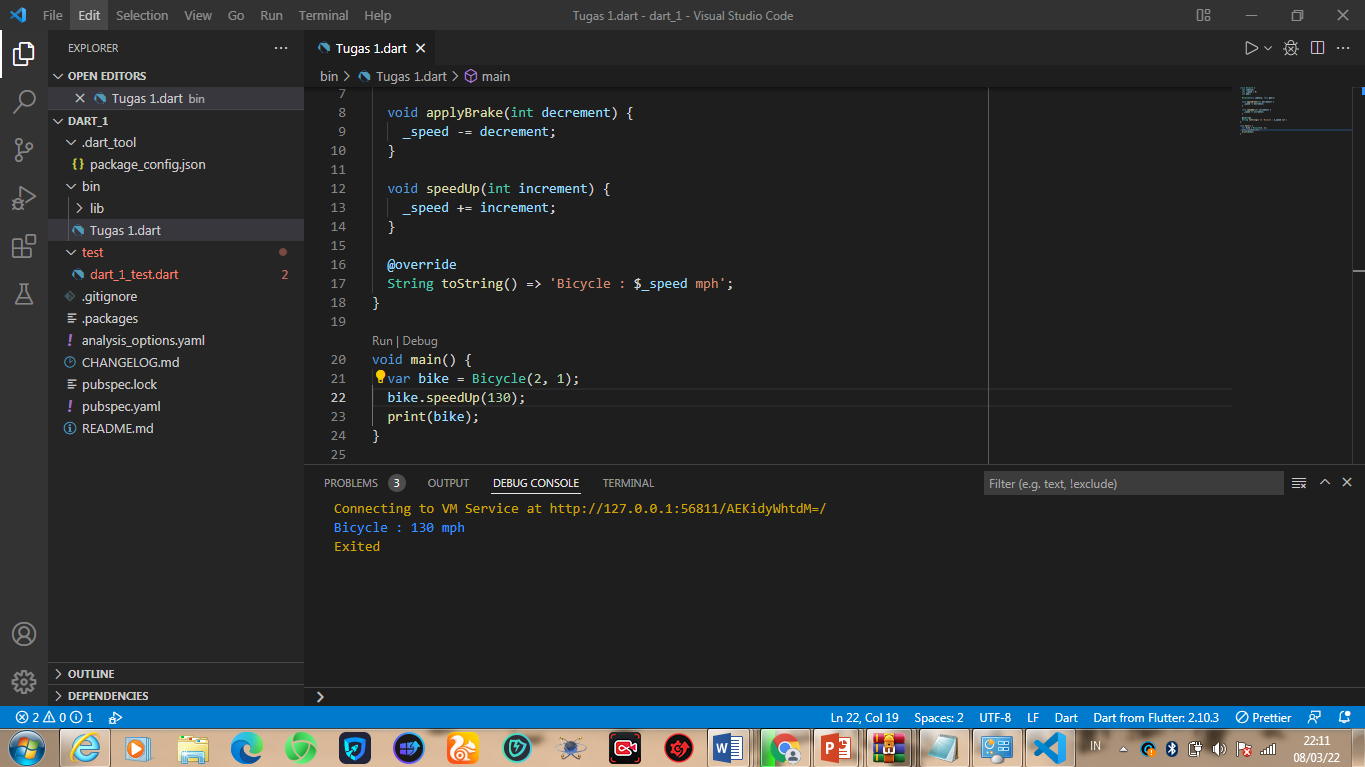 File Edit Selection View Go Run Terminal Help
Tugas 1.dart - dart_1 - Visual Studio Code
EXPLORER
OPEN EDITORS
Tugas 1.dart bin
DART_1
.dart_tool
package_config.json
bin
lib
Tugas 1.dart
test
dart_1_test.dart 2
.gitignore
.packages
analysis_options.yaml
CHANGELOG.md
pubspec.lock
pubspec.yaml
README.md
OUTLINE
DEPENDENCIES
Tugas 1.dart
bin > Tugas 1.dart > main
7
8 void applyBrake(int decrement) {
9 _speed -= decrement;
10 }
11
12 void speedUp(int increment) {
13 _speed += increment;
14 }
15
16 @override
17 String toString() => 'Bicycle : $_speed mph';
18 }
19
Run | Debug
20 void main() {
21 var bike = Bicycle(2, 1);
22 bike.speedUp(130);
23 print(bike);
24 }
25
PROBLEMS 3 OUTPUT DEBUG CONSOLE TERMINAL
Filter (e.g. text, !exclude)
Connecting to VM Service at http://127.0.0.1:56811/AEKidyWhtdM=/
Bicycle : 130 mph
Exited
2 0 1
Ln 22, Col 19 Spaces: 2 UTF-8 LF Dart Dart from Flutter: 2.10.3 Prettier
IN
22:11
08/03/22